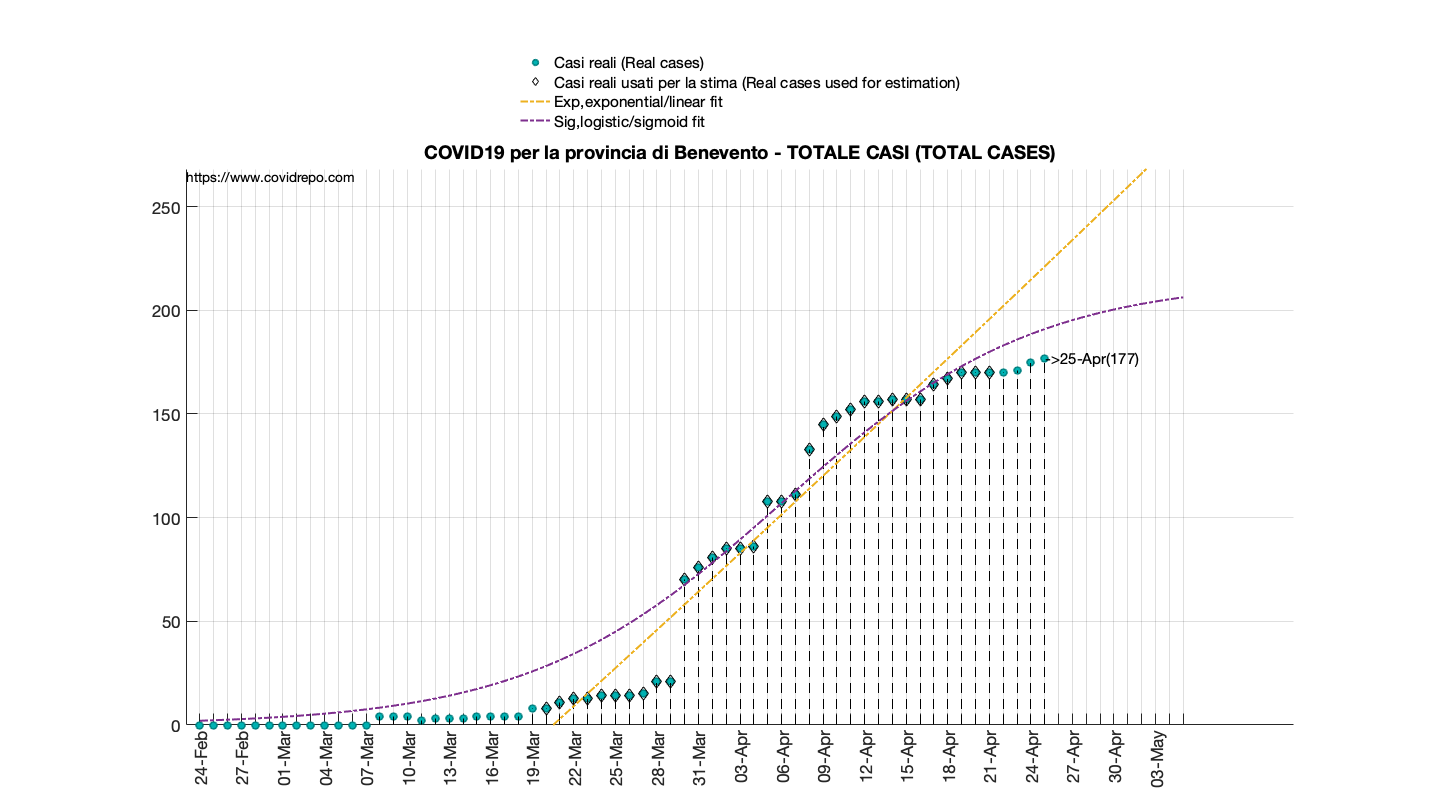 Casi reali (Real cases)
Casi reali usati per la stima (Real cases used for estimation)
Exp,exponential/linear fit
Sig,logistic/sigmoid fit
COVID19 per la provincia di Benevento - TOTALE CASI (TOTAL CASES)
https://www.covidrepo.com
250
200
150
100
50
0
->25-Apr(177)
24-Feb
27-Feb
01-Mar
04-Mar
07-Mar
10-Mar
13-Mar
16-Mar
19-Mar
22-Mar
25-Mar
28-Mar
31-Mar
03-Apr
06-Apr
09-Apr
12-Apr
15-Apr
18-Apr
21-Apr
24-Apr
27-Apr
30-Apr
03-May